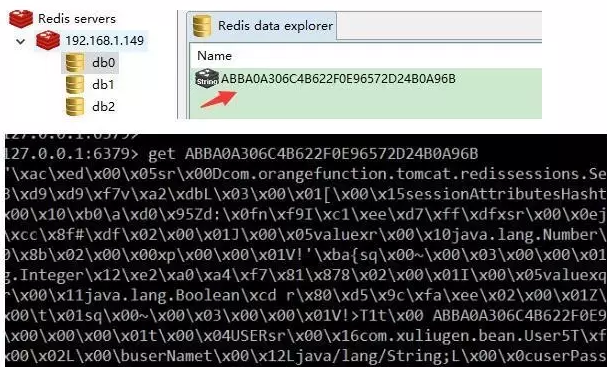 Redis servers
192.168.1.149
db0
db1
db2
Redis data explorer
Name
String
ABBA0A306C4B622F0E96572D24B0A96B
127.0.0.1:6379>
127.0.0.1:6379> get ABBA0A306C4B622F0E96572D24B0A96B
"\xac\xed\x00\x05sr\x00Dcom.orangefunction.tomcat.redissessions.Se
3\xd9\xd9\xf7v\xa2\xdbL\x03\x00\x01[\x00\x15sessionAttributesHasht
\x00\x10\xb0\a\xd0\x95Zd:\x0fn\xf9I\xc1\xee\xd7\xff\xdfxsr\x00\x0ej
\xcc\x8f#\xdf\x02\x00\x01J\x00\x05valuexr\x00\x10java.lang.Number\
0\x8b\x02\x00\x00xp\x00\x00\x01V!'\xba{sq\x00~\x00\x03\x00\x00\x01
g.Integer\x12\xe2\xa0\xa4\xf7\x81\x878\x02\x00\x01I\x00\x05valuexq
r\x00\x11java.lang.Boolean\xcd r\x80\xd5\x9c\xfa\xee\x02\x00\x01Z\
\x00\t\x01sq\x00~\x00\x03\x00\x00\x01V!>T1t\x00 ABBA0A306C4B622F0E9
\x00\x00\x00\x01t\x00\x04USERsr\x00\x16com.xuliugen.bean.User5T\xf
\x00\x02L\x00\buserNamet\x00\x12Ljava/lang/String;L\x00\x0cuserPass